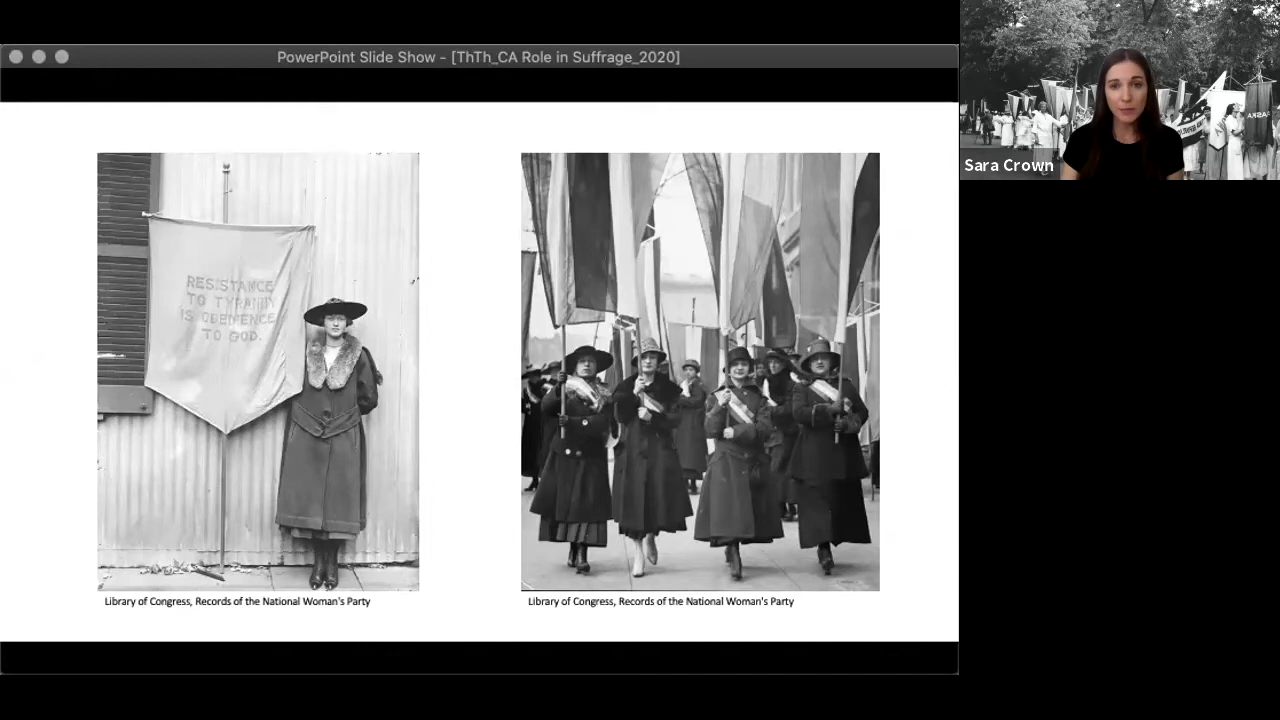 PowerPoint Slide Show - [ThTh_CA Role in Suffrage_2020]
RESISTANCE
TO TYRANNY
IS OBEDIENCE
TO GOD.
Library of Congress, Records of the National Woman's Party
Library of Congress, Records of the National Woman's Party
Sara Crown